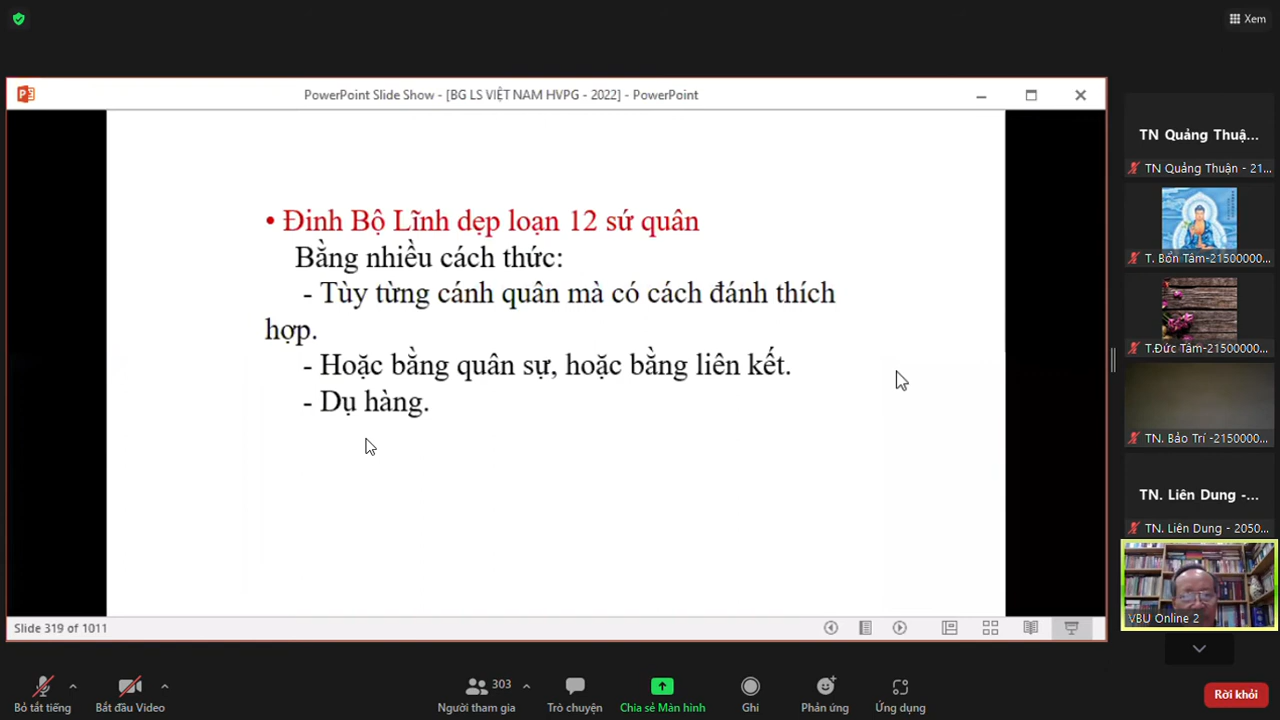 Xem
PowerPoint Slide Show - [BG LS VIỆT NAM HVPG - 2022] - PowerPoint
• Đinh Bộ Lĩnh dẹp loạn 12 sứ quân
Bằng nhiều cách thức:
- Tùy từng cánh quân mà có cách đánh thích
hợp.
- Hoặc bằng quân sự, hoặc bằng liên kết.
- Dụ hàng.
Slide 319 of 1011
TN Quảng Thuậ...
TN Quảng Thuận - 21...
T. Bổn Tâm-21500000...
T.Đức Tâm-21500000...
TN. Bảo Trí -2150000...
TN. Liên Dung -...
TN. Liên Dung - 2050...
VBU Online 2
Bỏ tắt tiếng
Bắt đầu Video
303
Người tham gia
Trò chuyện
Chia sẻ Màn hình
Ghi
Phản ứng
Ứng dụng
Rời khỏi